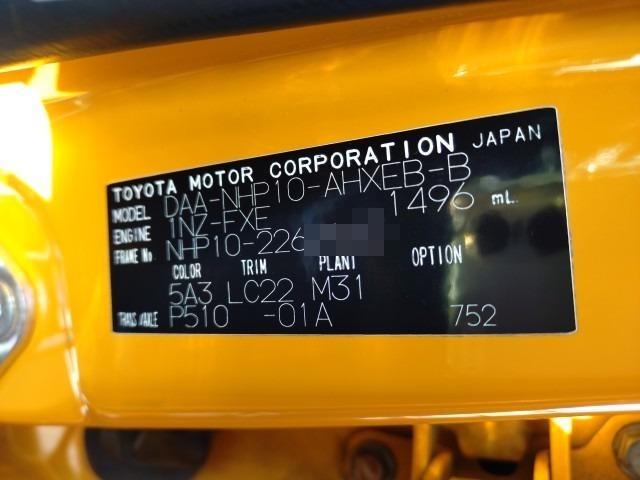 TOYOTA MOTOR CORPORATION JAPAN
MODEL DAA-NHP10-AHXEB-B
ENGINE 1NZ-FXE 1496 mL.
FRAME No. NHP10-226
COLOR TRIM PLANT OPTION
5A3 LC22 M31
TRANS./AXLE P510 -01A 752